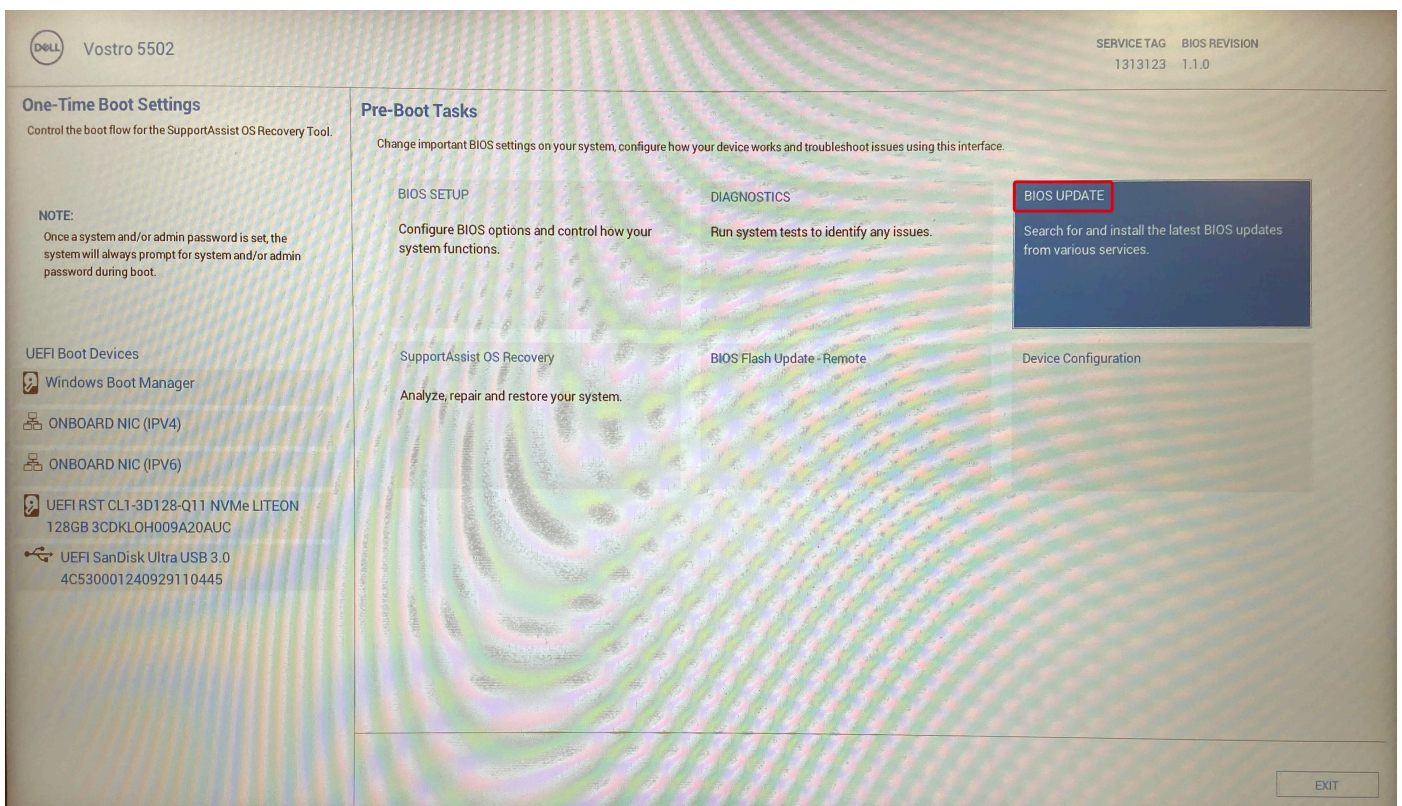 DELL
Vostro 5502
SERVICE TAG BIOS REVISION
1313123 1.1.0
One-Time Boot Settings
Control the boot flow for the SupportAssist OS Recovery Tool.
NOTE:
Once a system and/or admin password is set, the
system will always prompt for system and/or admin
password during boot.
UEFI Boot Devices
Windows Boot Manager
ONBOARD NIC (IPV4)
ONBOARD NIC (IPV6)
UEFI RST CL1-3D128-Q11 NVMe LITEON
128GB 3CDKLOH009A20AUC
UEFI SanDisk Ultra USB 3.0
4C530001240929110445
Pre-Boot Tasks
Change important BIOS settings on your system, configure how your device works and troubleshoot issues using this interface.
BIOS SETUP
Configure BIOS options and control how your
system functions.
DIAGNOSTICS
Run system tests to identify any issues.
BIOS UPDATE
Search for and install the latest BIOS updates
from various services.
SupportAssist OS Recovery
Analyze, repair and restore your system.
BIOS Flash Update - Remote
Device Configuration
EXIT